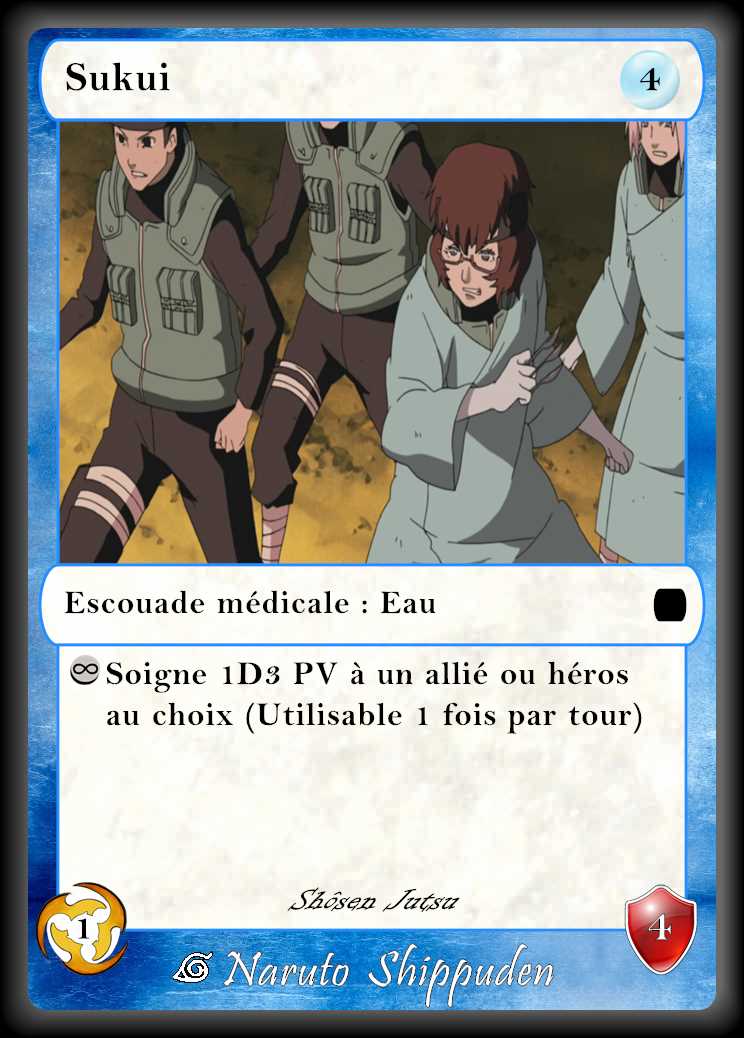 Sukui
4
Escouade médicale : Eau
Soigne 1D3 PV à un allié ou héros
au choix (Utilisable 1 fois par tour)
Shôsen Jutsu
1
4
Naruto Shippuden